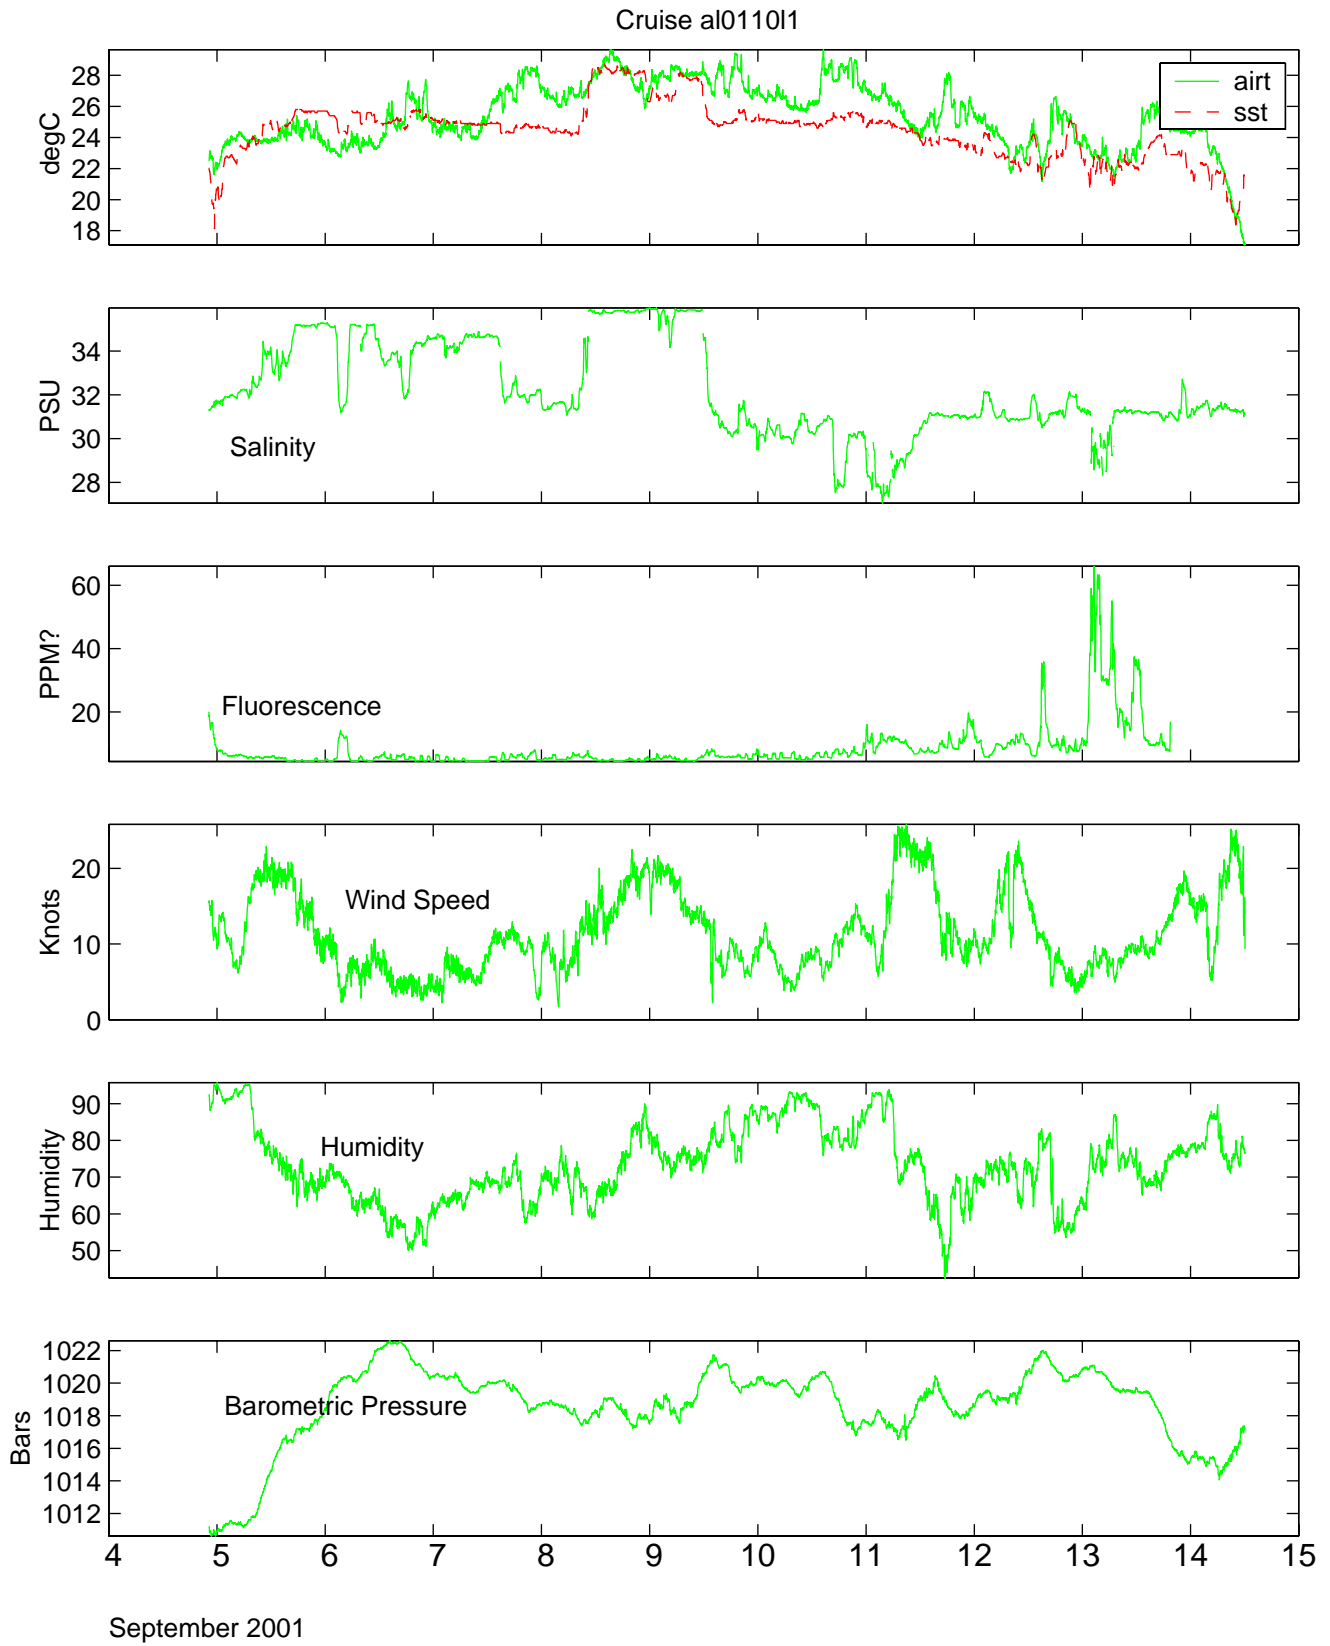 Cruise al0110l1
28
26
24
22
20
18
degC
airt
sst
34
32
30
28
PSU
Salinity
60
40
20
PPM?
Fluorescence
20
10
0
Knots
Wind Speed
90
80
70
60
50
Humidity
Humidity
1022
1020
1018
1016
1014
1012
Bars
Barometric Pressure
4 5 6 7 8 9 10 11 12 13 14 15
September 2001